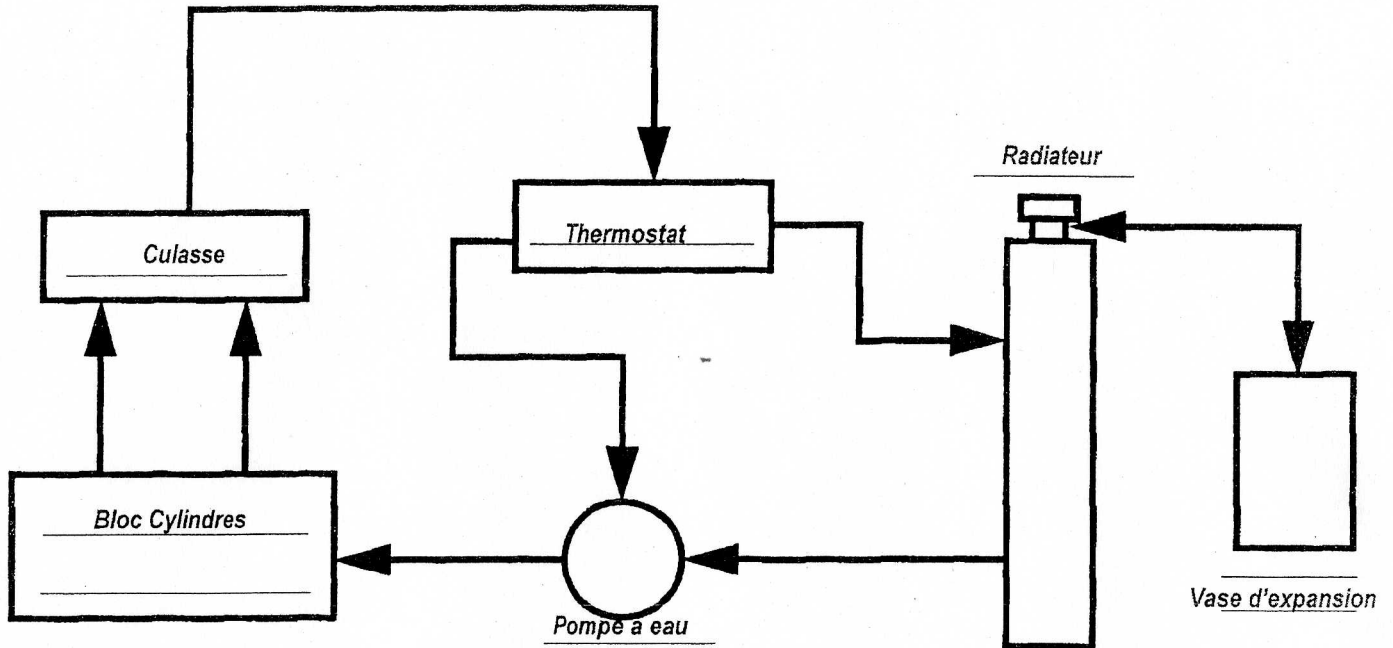 Radiateur
Thermostat
Culasse
Bloc Cylindres
Vase d'expansion
Pompe a eau